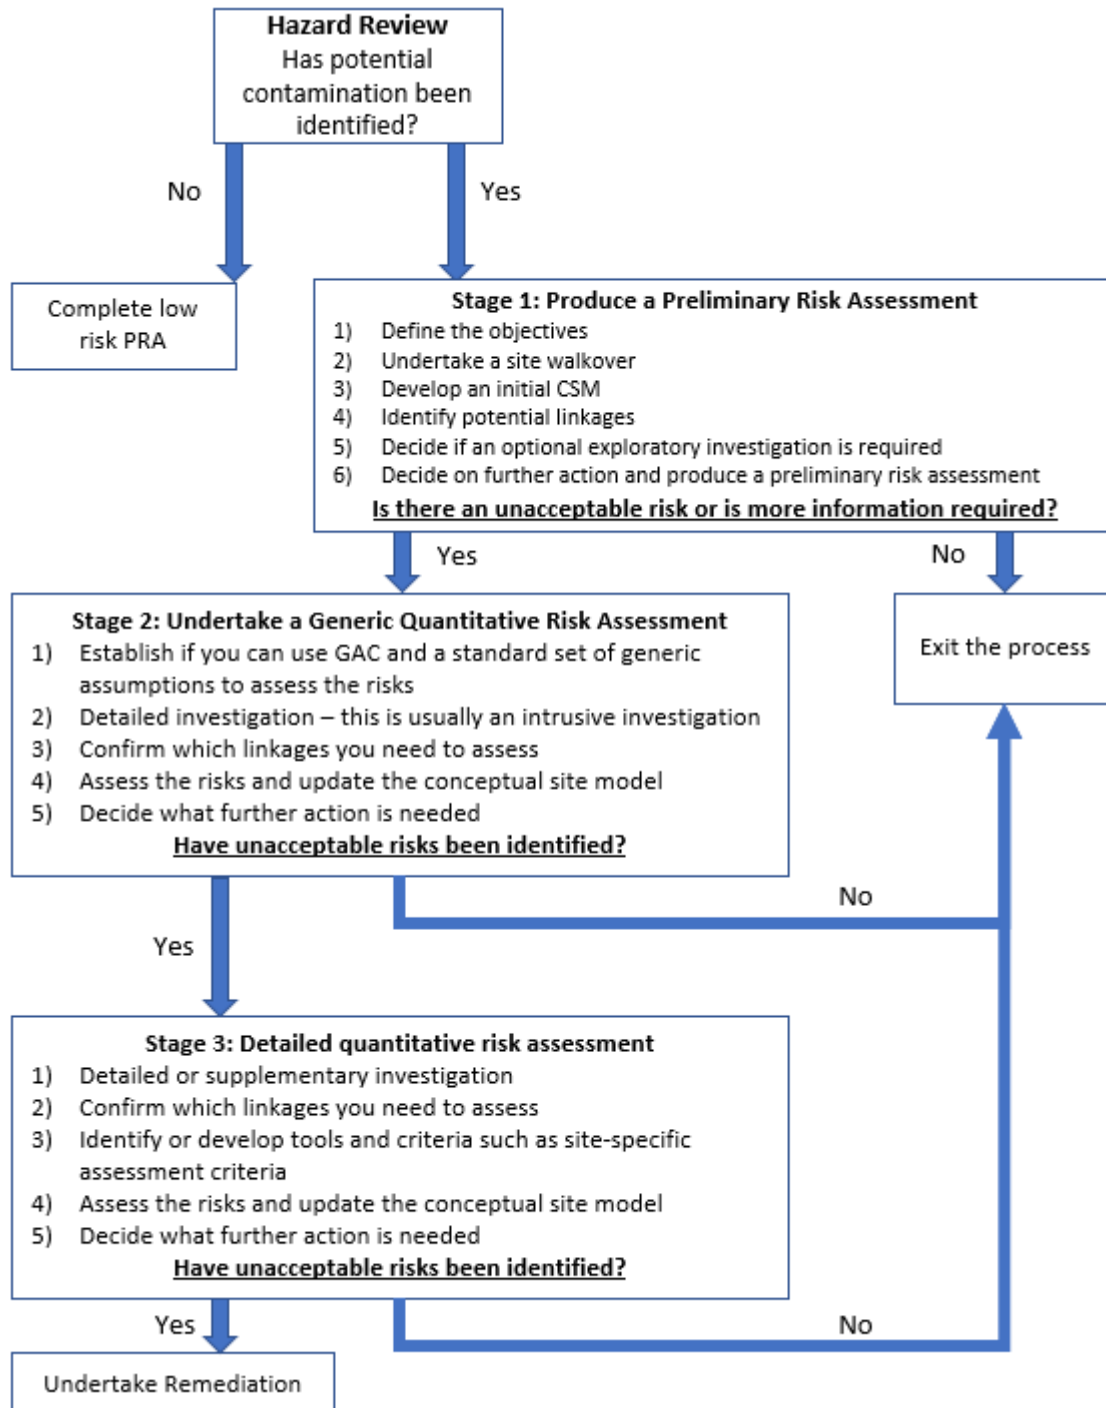 Hazard Review
Has potential
contamination been
identified?
No
Yes
Complete low
risk PRA
Stage 1: Produce a Preliminary Risk Assessment
1) Define the objectives
2) Undertake a site walkover
3) Develop an initial CSM
4) Identify potential linkages
5) Decide if an optional exploratory investigation is required
6) Decide on further action and produce a preliminary risk assessment
Is there an unacceptable risk or is more information required?
Yes
No
Stage 2: Undertake a Generic Quantitative Risk Assessment
1) Establish if you can use GAC and a standard set of generic
assumptions to assess the risks
2) Detailed investigation – this is usually an intrusive investigation
3) Confirm which linkages you need to assess
4) Assess the risks and update the conceptual site model
5) Decide what further action is needed
Have unacceptable risks been identified?
Exit the process
No
Yes
Stage 3: Detailed quantitative risk assessment
1) Detailed or supplementary investigation
2) Confirm which linkages you need to assess
3) Identify or develop tools and criteria such as site-specific
assessment criteria
4) Assess the risks and update the conceptual site model
5) Decide what further action is needed
Have unacceptable risks been identified?
Yes
No
Undertake Remediation